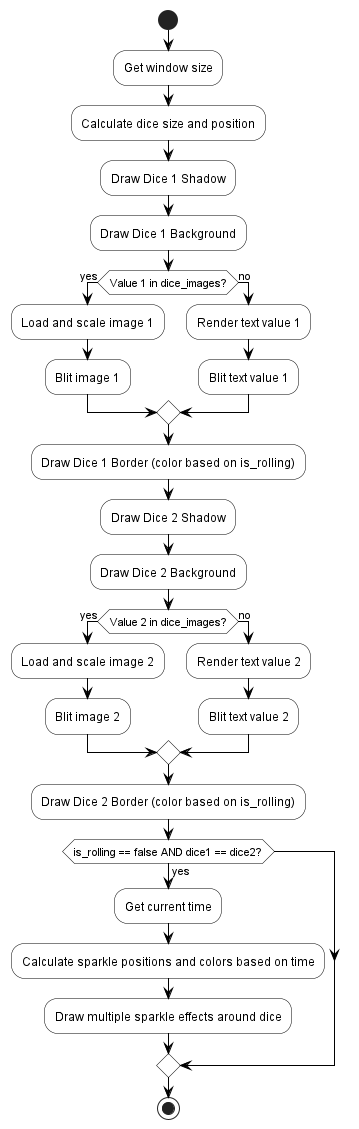 Get window size
Calculate dice size and position
Draw Dice 1 Shadow
Draw Dice 1 Background
yes
Value 1 in dice_images?
no
Load and scale image 1
Render text value 1
Blit image 1
Blit text value 1
Draw Dice 1 Border (color based on is_rolling)
Draw Dice 2 Shadow
Draw Dice 2 Background
yes
Value 2 in dice_images?
no
Load and scale image 2
Render text value 2
Blit image 2
Blit text value 2
Draw Dice 2 Border (color based on is_rolling)
is_rolling == false AND dice1 == dice2?
yes
Get current time
Calculate sparkle positions and colors based on time
Draw multiple sparkle effects around dice